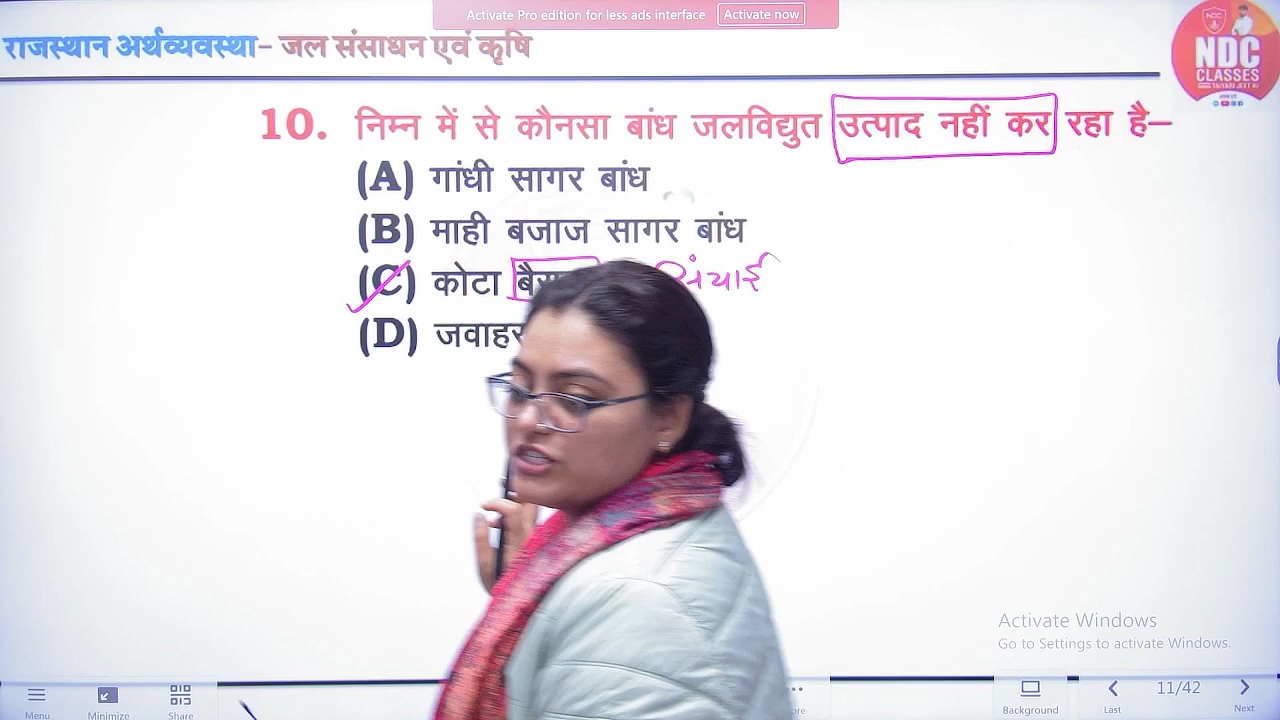 Activate Pro edition for less ads interface Activate now
राजस्थान अर्थव्यवस्था– जल संसाधन एवं कृषि
NDC
CLASSES
10. निम्न में से कौनसा बांध जलविद्युत उत्पाद नहीं कर रहा है–
(A) गांधी सागर बांध
(B) माही बजाज सागर बांध
(C) कोटा
(D)
Activate Windows
Go to Settings to activate Windows.
Menu Minimize Share Background Last 11/42 Next